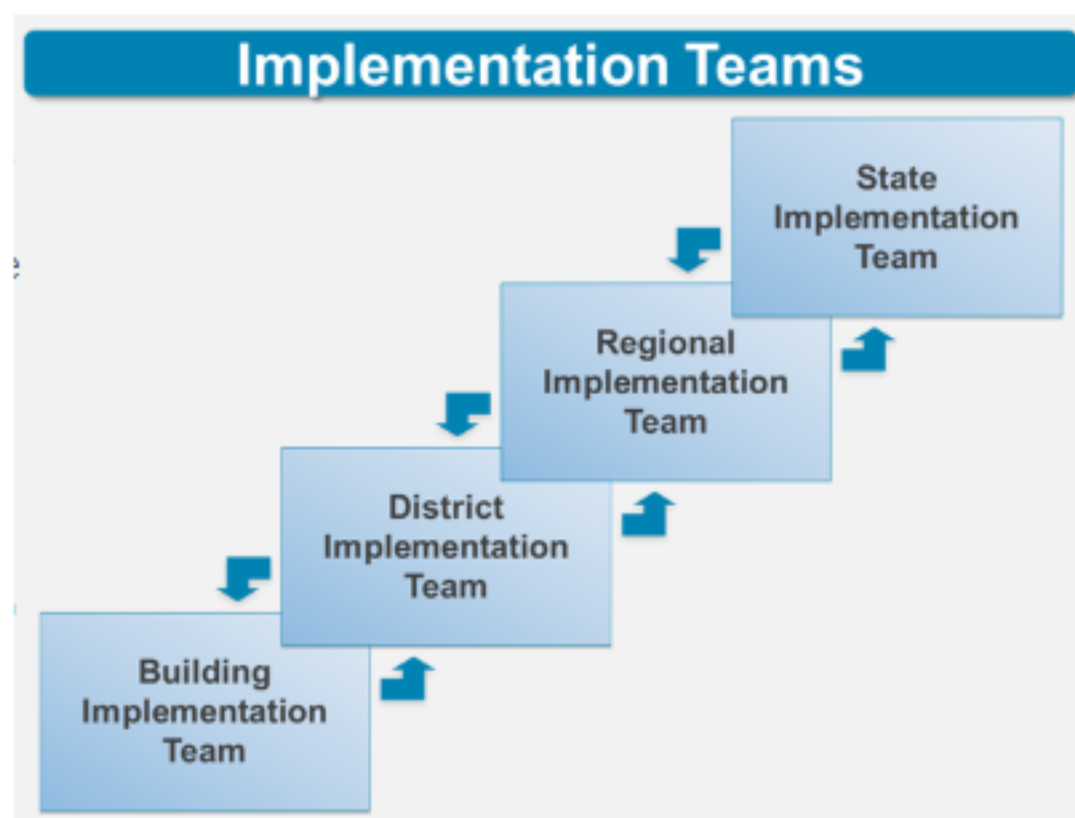 Implementation Teams
State
Implementation
Team
Regional
Implementation
Team
District
Implementation
Team
Building
Implementation
Team